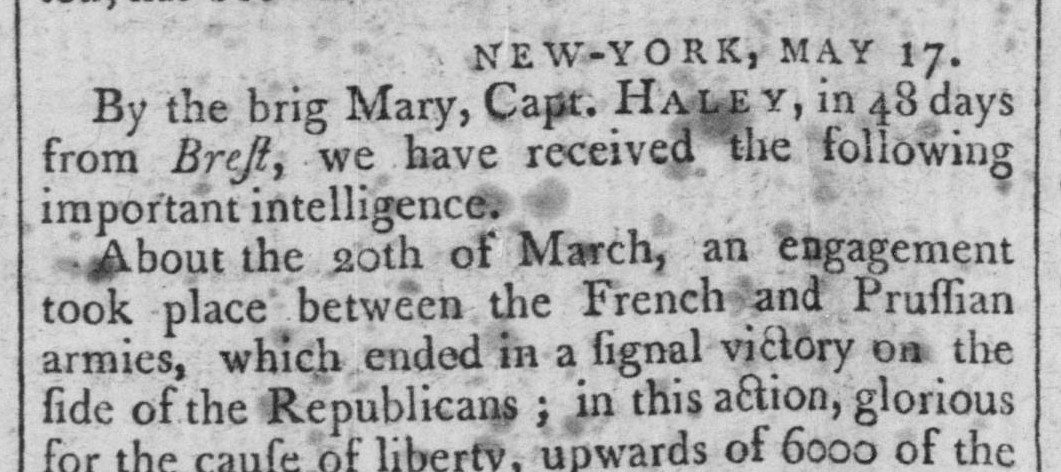 NEW-YORK, MAY 17.
By the brig Mary, Capt. HALEY, in 48 days
from Breſt, we have received the following
important intelligence.
About the 20th of March, an engagement
took place between the French and Pruſſian
armies, which ended in a ſignal victory on the
ſide of the Republicans ; in this action, glorious
for the cauſe of liberty, upwards of 6000 of the